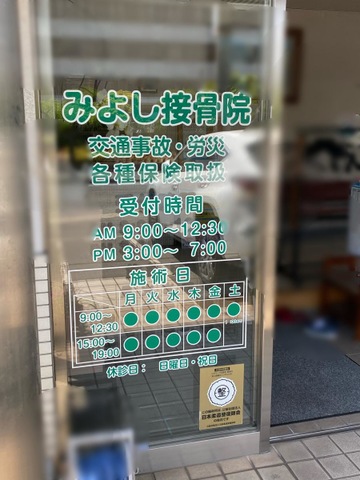 みよし接骨院
交通事故・労災
各種保険取扱
受付時間
AM 9:00〜12:30
PM 3:00〜 7:00
施術日
月 火 水 木 金 土
9:00〜12:30 ● ● ● ● ● ●
15:00〜19:00 ● ● ● ● ●
休診日： 日曜日・祝日